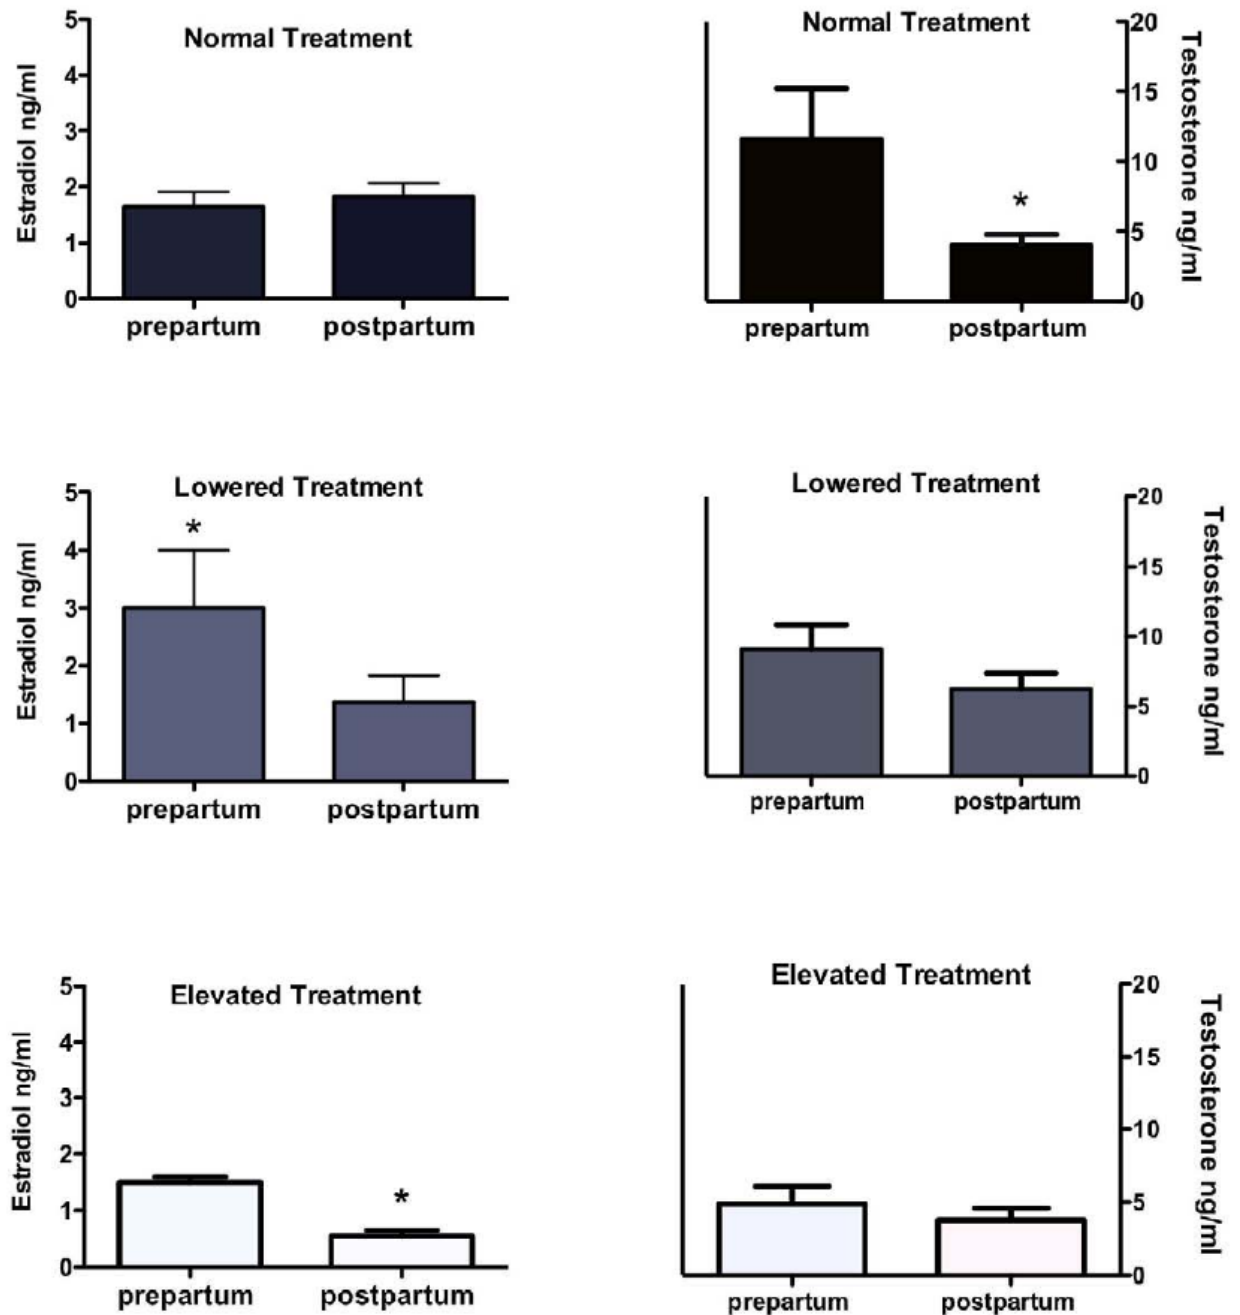 Normal Treatment
Estradiol ng/ml
5
4
3
2
1
0
prepartum postpartum
Normal Treatment
Testosterone ng/ml
20
15
*
10
5
0
prepartum postpartum
Lowered Treatment
Estradiol ng/ml
5
*
4
3
2
1
0
prepartum postpartum
Lowered Treatment
Testosterone ng/ml
20
15
10
5
0
prepartum postpartum
Elevated Treatment
Estradiol ng/ml
5
4
3
2
*
1
0
prepartum postpartum
Elevated Treatment
Testosterone ng/ml
20
15
10
5
0
prepartum postpartum